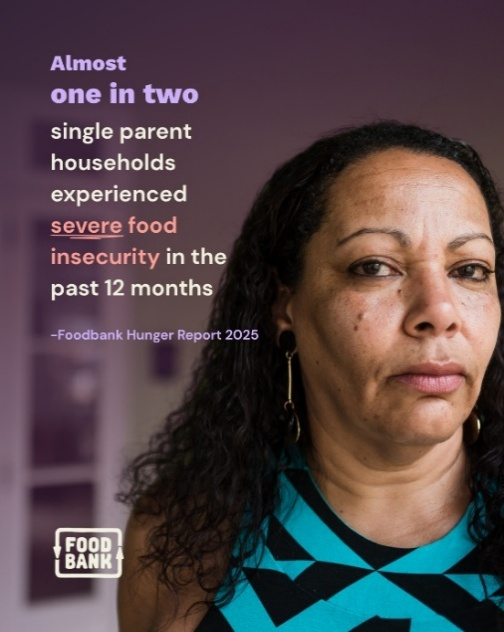 Almost
one in two
single parent
households
experienced
severe food
insecurity in the
past 12 months
-Foodbank Hunger Report 2025
FOOD
BANK